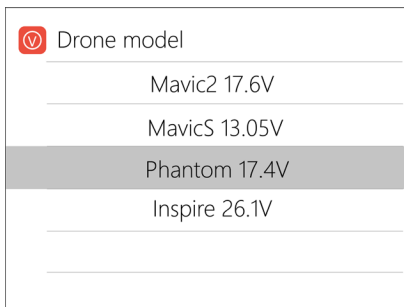 Drone model
Mavic2 17.6V
MavicS 13.05V
Phantom 17.4V
Inspire 26.1V